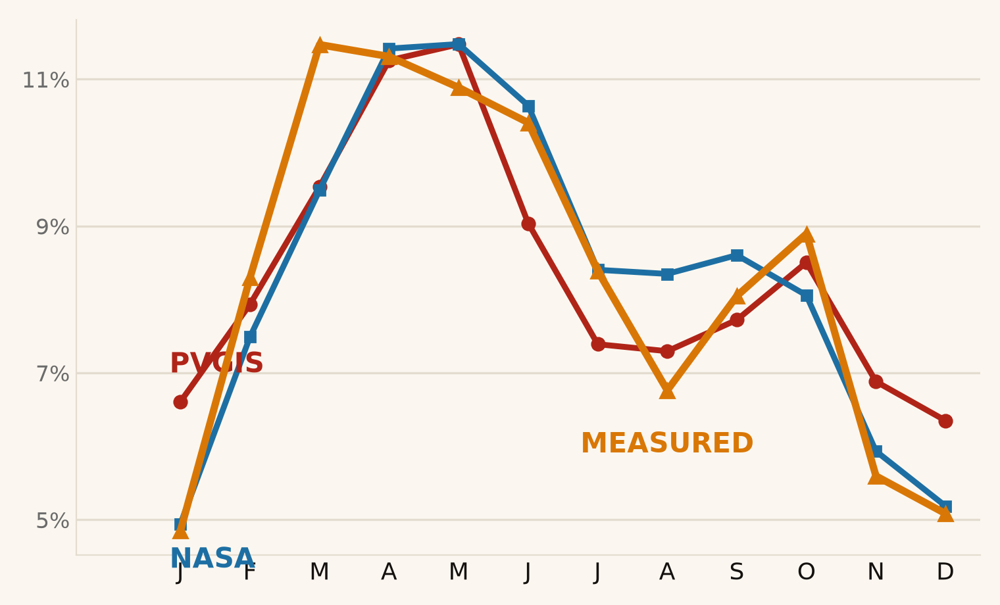 11%
9%
PVGIS
7%
MEASURED
5%
NASA
J F M A M J J A S O N D